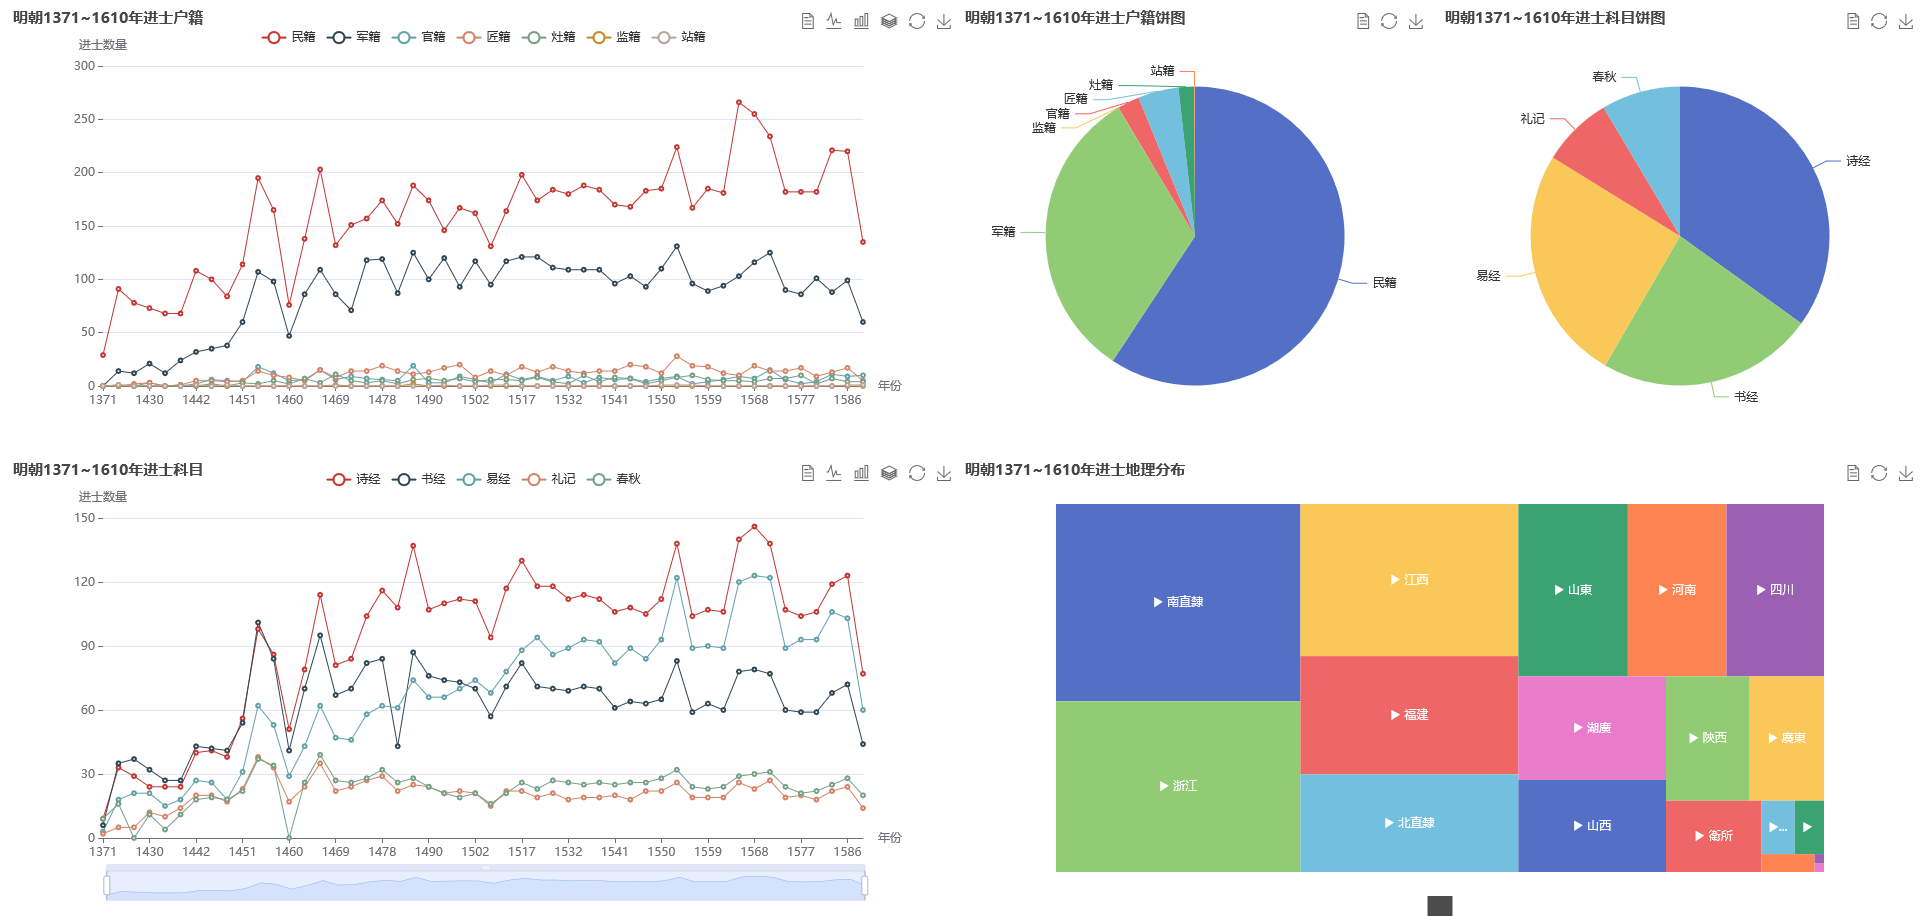 明朝1371~1610年进士户籍
民籍 军籍 官籍 匠籍 灶籍 监籍 站籍
进士数量
300
250
200
150
100
50
0
年份
1371 1430 1442 1451 1460 1469 1478 1490 1502 1517 1532 1541 1550 1559 1568 1577 1586
明朝1371~1610年进士户籍饼图
站籍
灶籍
匠籍
官籍
监籍
军籍
民籍
明朝1371~1610年进士科目饼图
春秋
礼记
诗经
易经
书经
明朝1371~1610年进士科目
诗经 书经 易经 礼记 春秋
进士数量
150
120
90
60
30
0
年份
1371 1430 1442 1451 1460 1469 1478 1490 1502 1517 1532 1541 1550 1559 1568 1577 1586
明朝1371~1610年进士地理分布
▶ 南直隸
▶ 浙江
▶ 江西
▶ 福建
▶ 北直隸
▶ 山東
▶ 河南
▶ 四川
▶ 湖廣
▶ 山西
▶ 陜西
▶ 廣東
▶ 衛所
▶...
▶